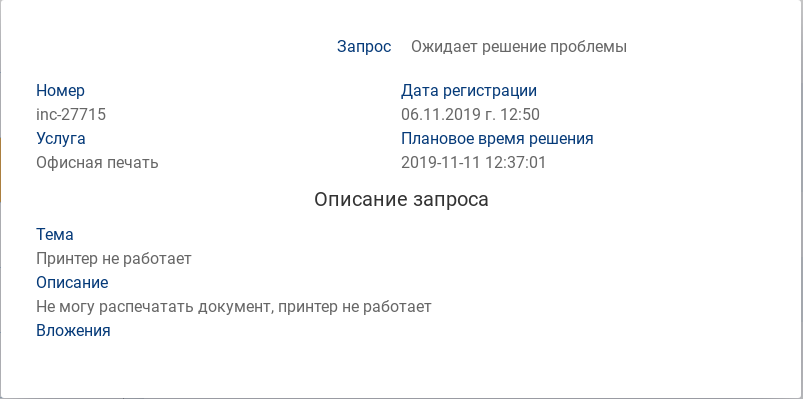 Запрос Ожидает решение проблемы
Номер Дата регистрации
inc-27715 06.11.2019 г. 12:50
Услуга Плановое время решения
Офисная печать 2019-11-11 12:37:01
Описание запроса
Тема
Принтер не работает
Описание
Не могу распечатать документ, принтер не работает
Вложения